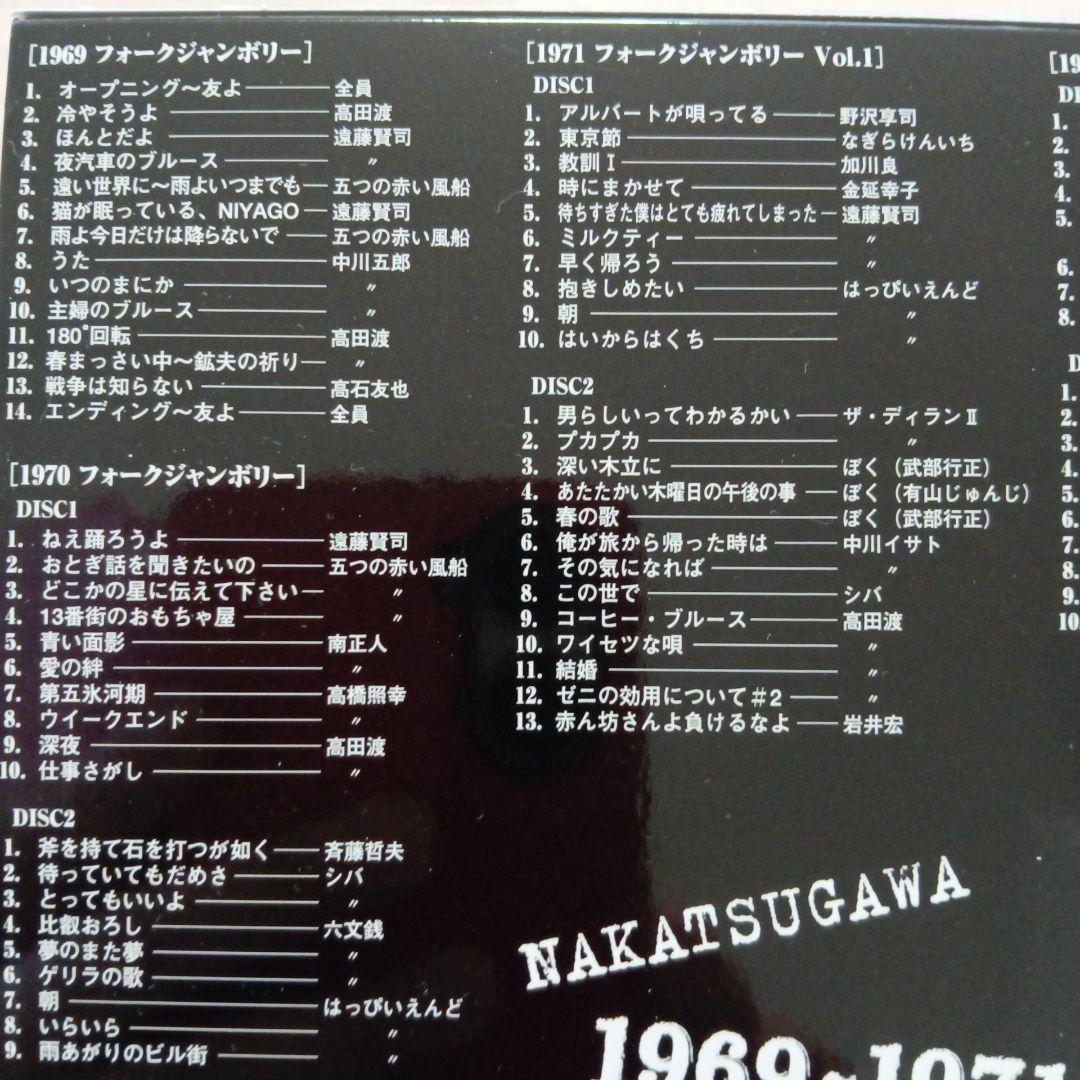 [1969 フォークジャンボリー]
1. オープニング〜友よ——全員
2. 冷やそうよ——高田渡
3. ほんとだよ——遠藤賢司
4. 夜汽車のブルース——〃
5. 遠い世界に〜雨よいつまでも—五つの赤い風船
6. 猫が眠っている、NIYAGO—遠藤賢司
7. 雨よ今日だけは降らないで—五つの赤い風船
8. うた——中川五郎
9. いつのまにか——〃
10. 主婦のブルース——〃
11. 180°回転——高田渡
12. 春まっさい中〜鉱夫の祈り—〃
13. 戦争は知らない——高石友也
14. エンディング〜友よ——全員
[1970 フォークジャンボリー]
DISC1
1. ねえ踊ろうよ——遠藤賢司
2. おとぎ話を聞きたいの——五つの赤い風船
3. どこかの星に伝えて下さい—〃
4. 13番街のおもちゃ屋——〃
5. 青い面影——南正人
6. 愛の絆——〃
7. 第五氷河期——高橋照幸
8. ウイークエンド——〃
9. 深夜——高田渡
10. 仕事さがし——〃
DISC2
1. 斧を持て石を打つが如く——斉藤哲夫
2. 待っていてもだめさ——シバ
3. とってもいいよ——〃
4. 比叡おろし——六文銭
5. 夢のまた夢——〃
6. ゲリラの歌——〃
7. 朝——はっぴいえんど
8. いらいら——〃
9. 雨あがりのビル街——〃
[1971 フォークジャンボリー Vol.1]
DISC1
1. アルバートが唄ってる——野沢享司
2. 東京節——なぎらけんいち
3. 教訓Ⅰ——加川良
4. 時にまかせて——金延幸子
5. 待ちすぎた僕はとても疲れてしまった—遠藤賢司
6. ミルクティー——〃
7. 早く帰ろう——〃
8. 抱きしめたい——はっぴいえんど
9. 朝——〃
10. はいからはくち——〃
DISC2
1. 男らしいってわかるかい——ザ・ディランⅡ
2. プカプカ——〃
3. 深い木立に——ぼく（武部行正）
4. あたたかい木曜日の午後の事—ぼく（有山じゅんじ）
5. 春の歌——ぼく（武部行正）
6. 俺が旅から帰った時は——中川イサト
7. その気になれば——〃
8. この世で——シバ
9. コーヒー・ブルース——高田渡
10. ワイセツな唄——〃
11. 結婚——〃
12. ゼニの効用について#2——〃
13. 赤ん坊さんよ負けるなよ——岩井宏
NAKATSUGAWA
1969-1971
[19
1.
2.
3.
4.
5.
6.
7.
8.
1.
2.
3.
4.
5.
6.
7.
8.
9.
10